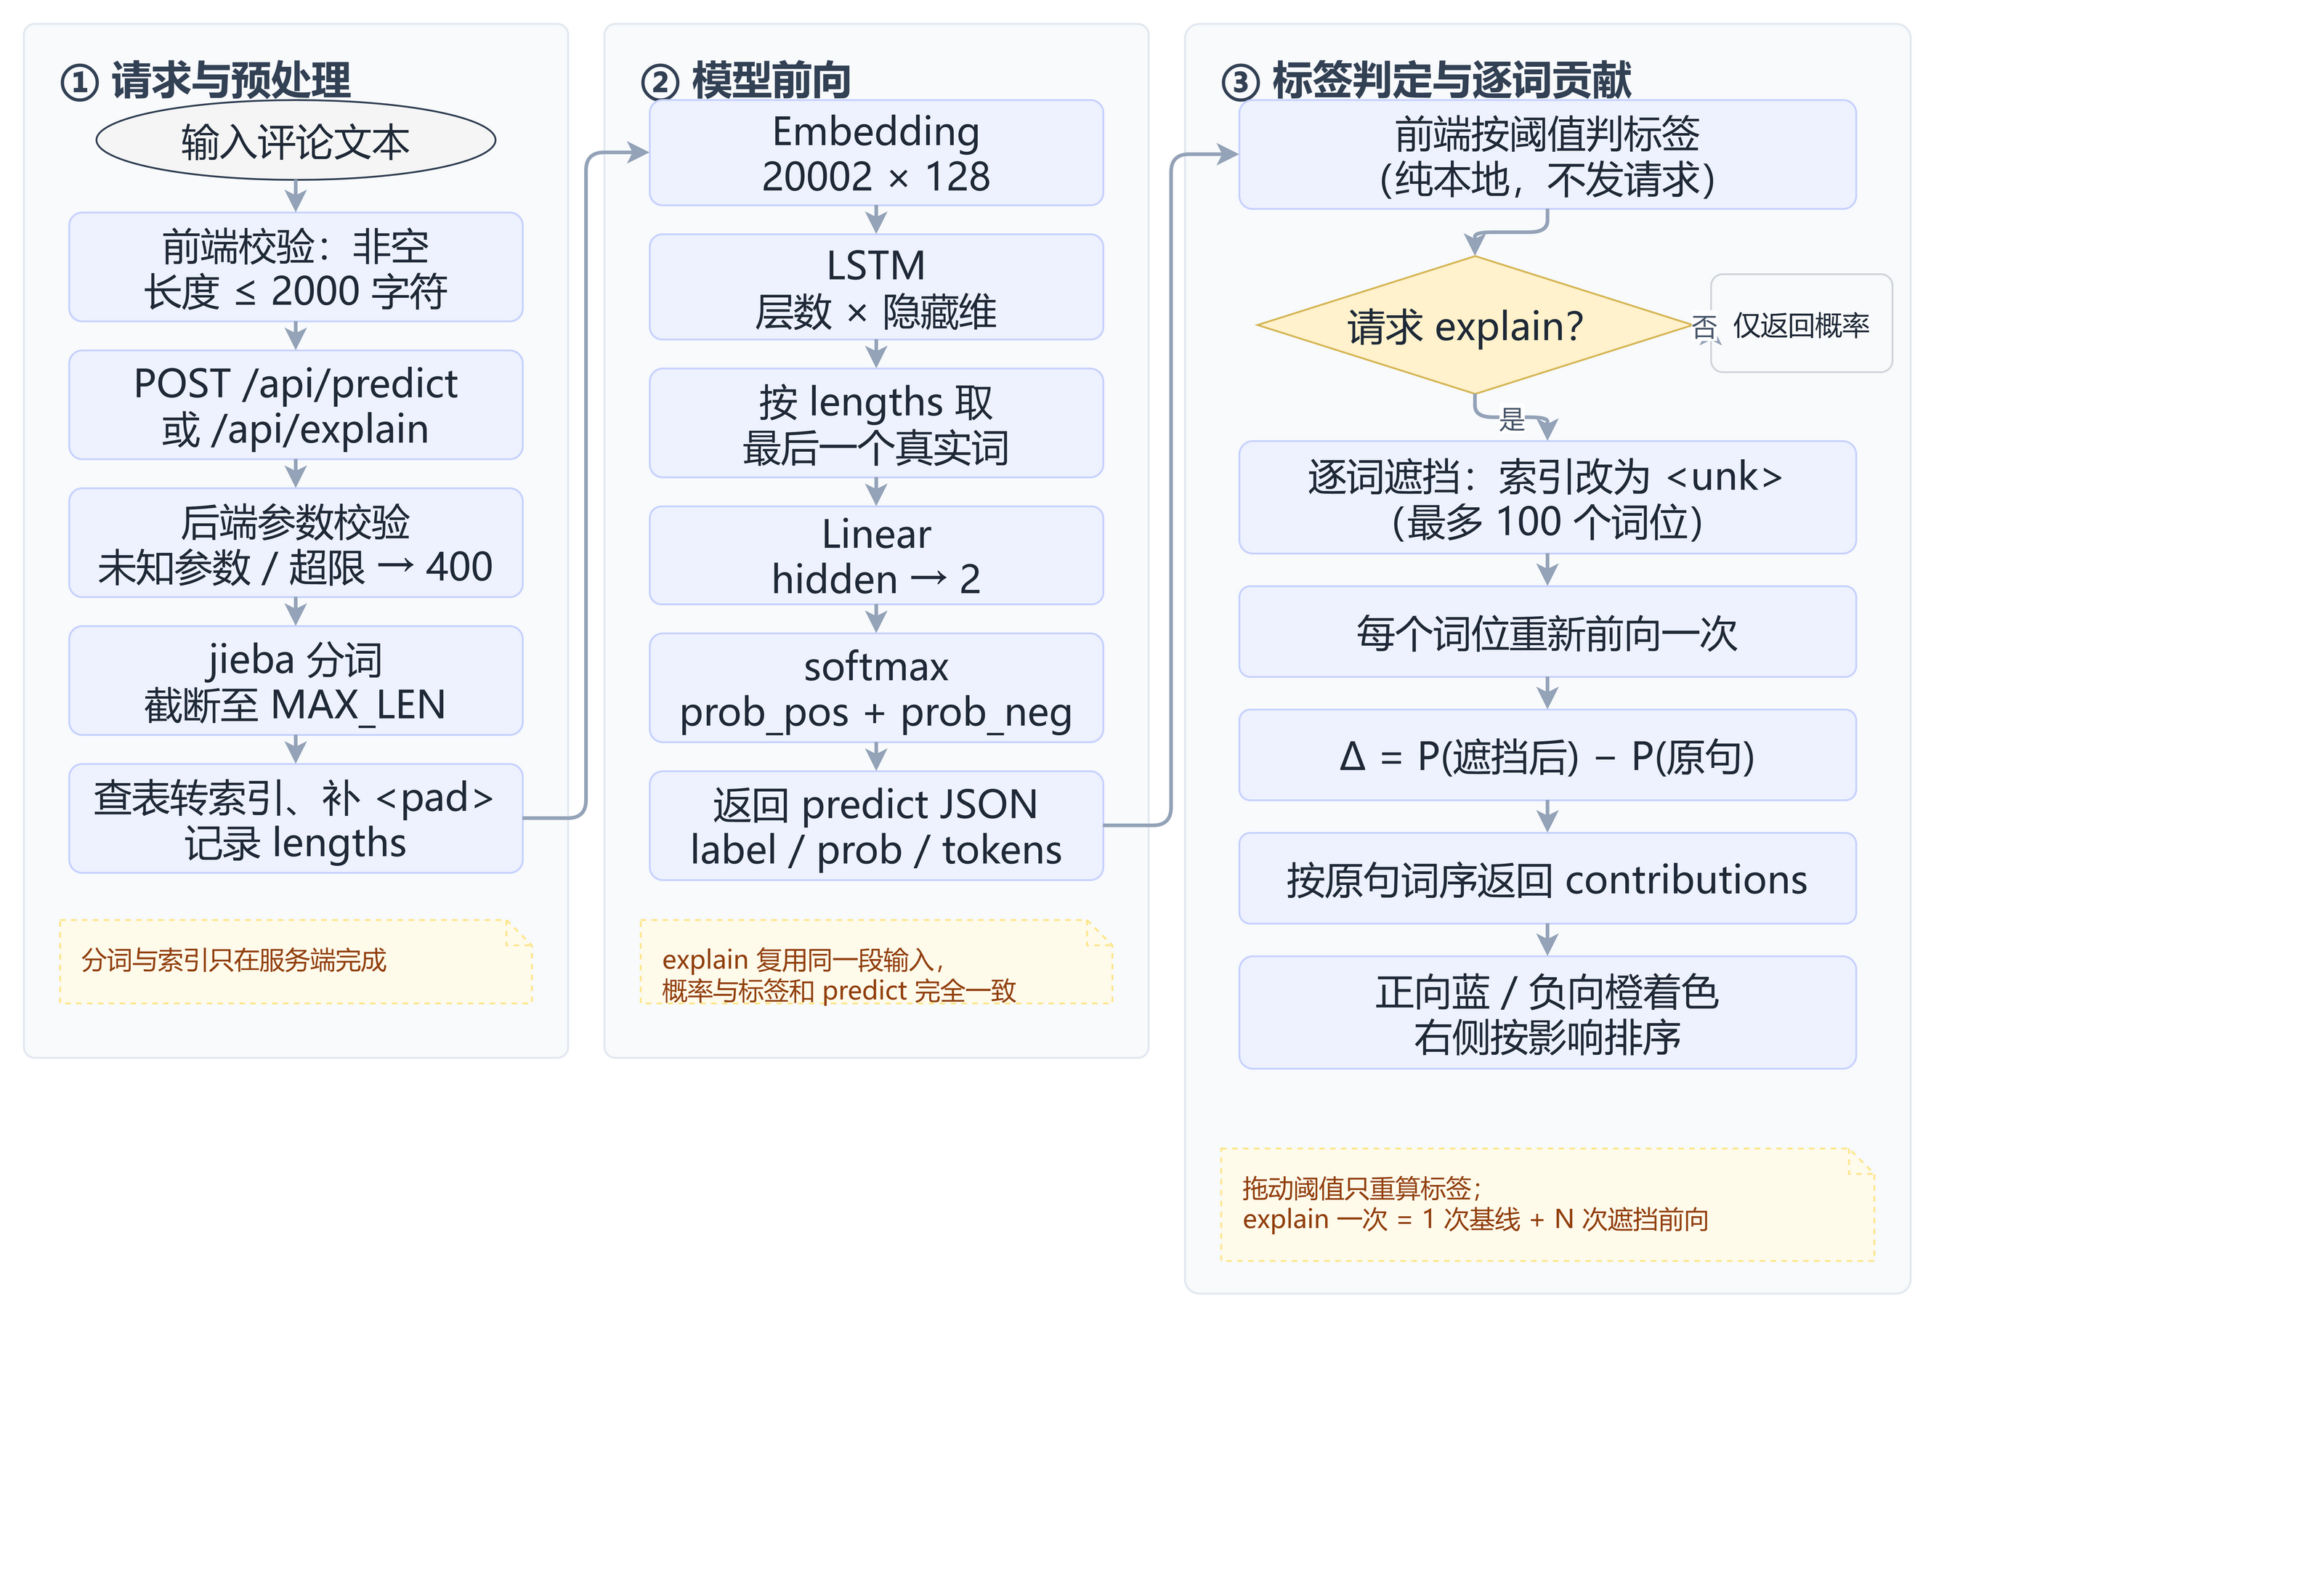 ① 请求与预处理
输入评论文本
前端校验：非空
长度 ≤ 2000 字符
POST /api/predict
或 /api/explain
后端参数校验
未知参数 / 超限 → 400
jieba 分词
截断至 MAX_LEN
查表转索引、补 <pad>
记录 lengths
分词与索引只在服务端完成
② 模型前向
Embedding
20002 × 128
LSTM
层数 × 隐藏维
按 lengths 取
最后一个真实词
Linear
hidden → 2
softmax
prob_pos + prob_neg
返回 predict JSON
label / prob / tokens
explain 复用同一段输入，
概率与标签和 predict 完全一致
③ 标签判定与逐词贡献
前端按阈值判标签
（纯本地，不发请求）
请求 explain？
否
仅返回概率
是
逐词遮挡：索引改为 <unk>
（最多 100 个词位）
每个词位重新前向一次
Δ = P(遮挡后) − P(原句)
按原句词序返回 contributions
正向蓝 / 负向橙着色
右侧按影响排序
拖动阈值只重算标签；
explain 一次 = 1 次基线 + N 次遮挡前向